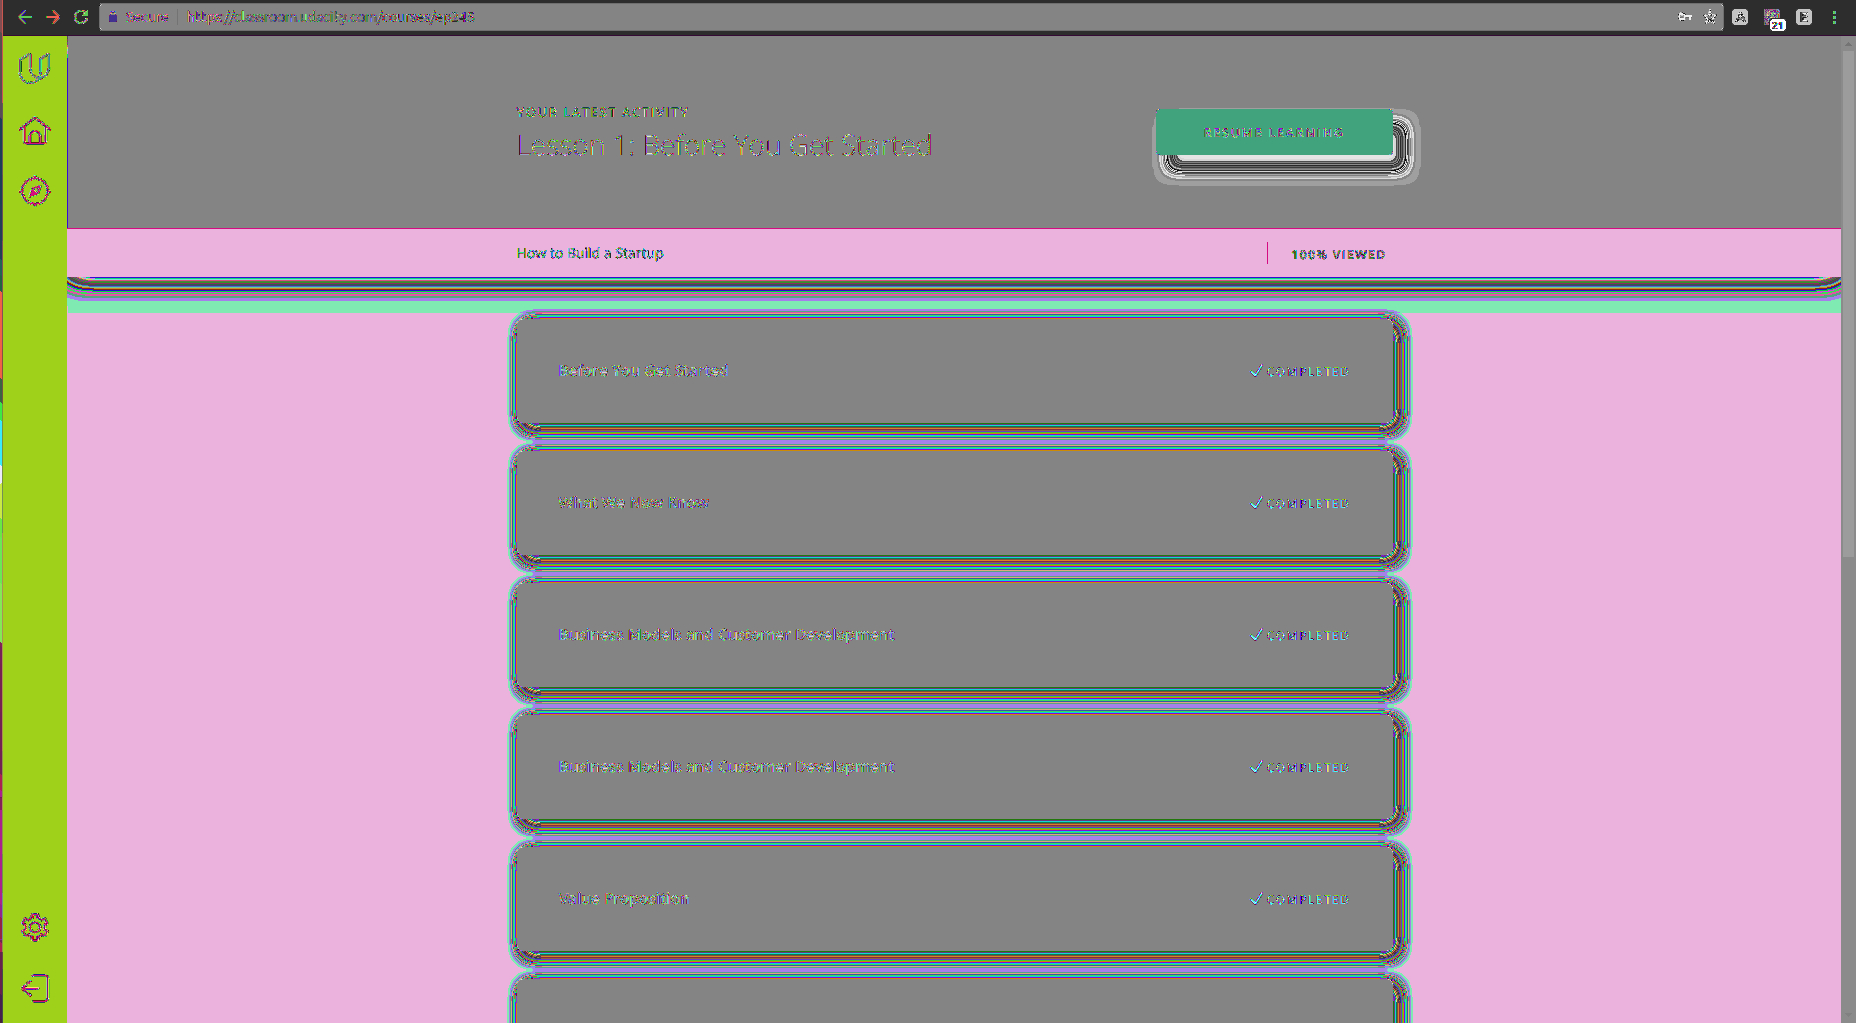 Secure https://classroom.udacity.com/courses/ep245
21
YOUR LATEST ACTIVITY
Lesson 1: Before You Get Started
RESUME LEARNING
How to Build a Startup
100% VIEWED
Before You Get Started
✓ COMPLETED
What We Now Know
✓ COMPLETED
Business Models and Customer Development
✓ COMPLETED
Business Models and Customer Development
✓ COMPLETED
Value Proposition
✓ COMPLETED